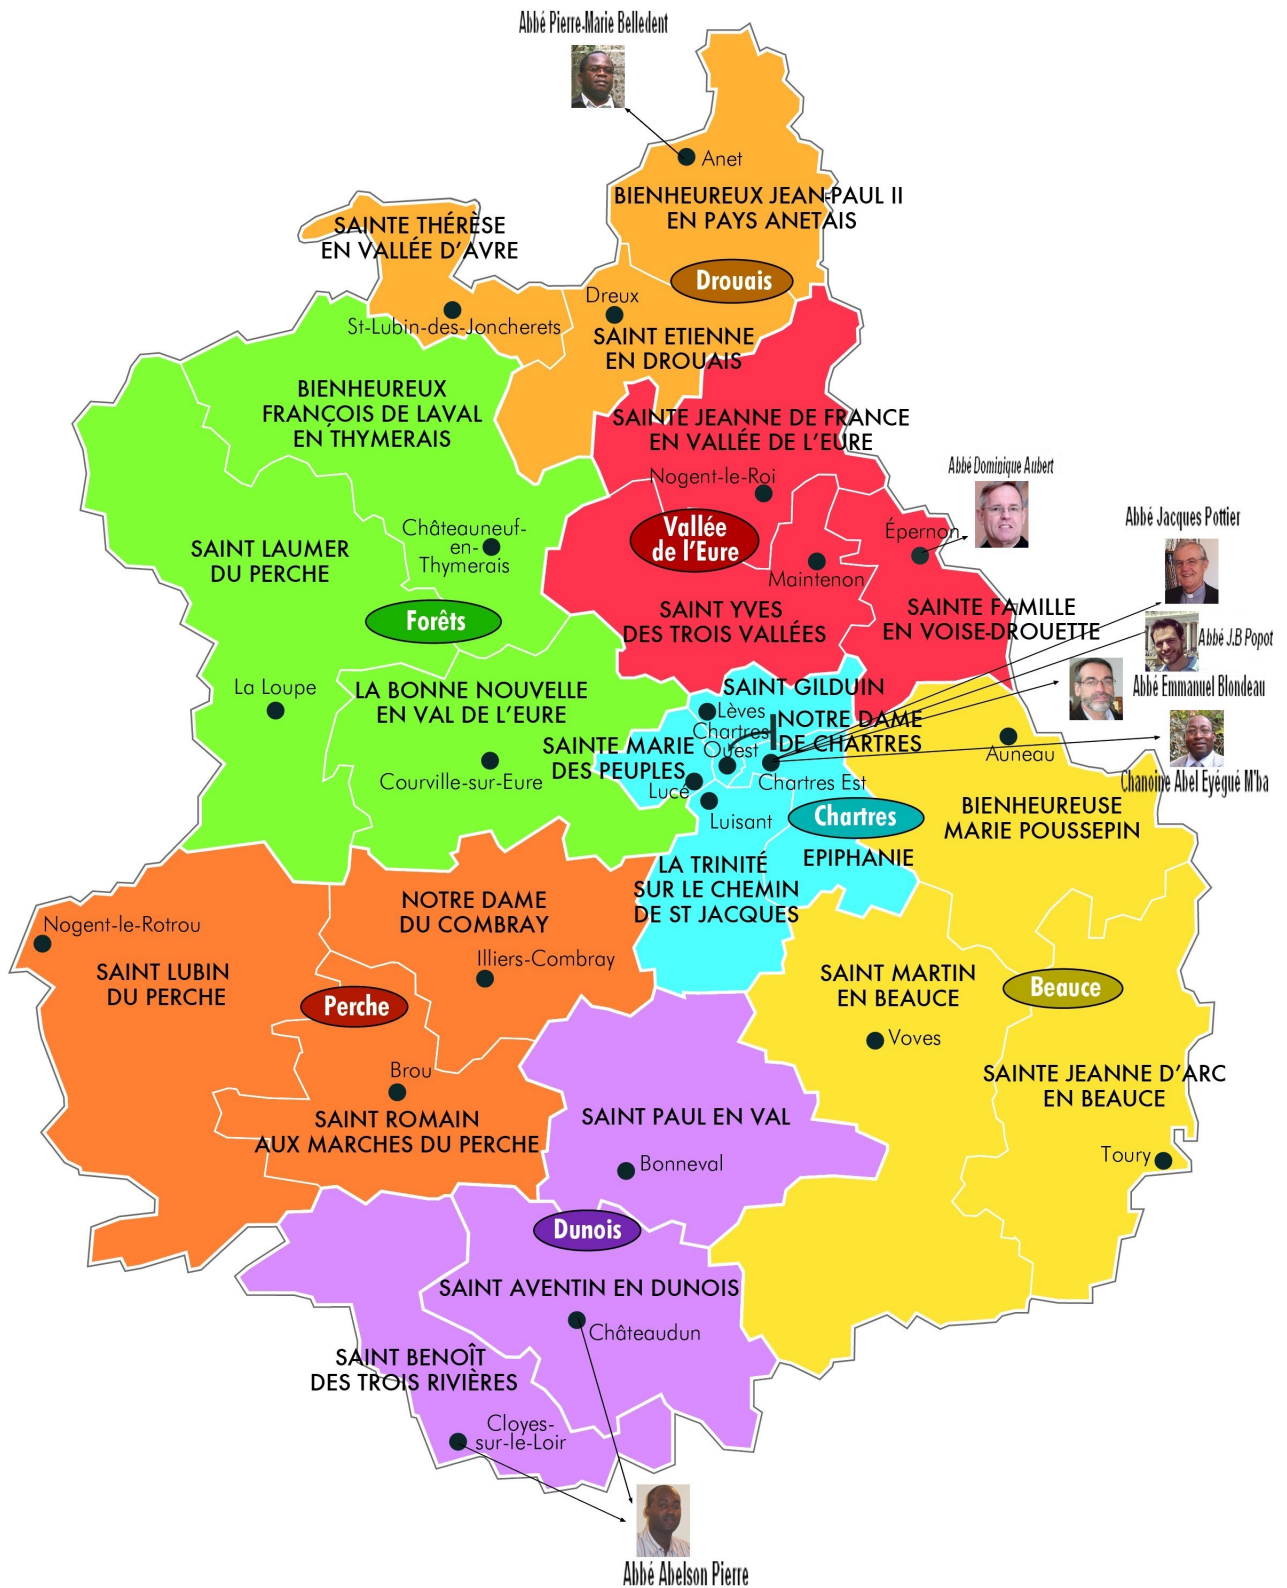 Abbé Pierre-Marie Belledent
Anet
BIENHEUREUX JEAN-PAUL II
EN PAYS ANETAIS
SAINTE THÉRÈSE
EN VALLÉE D'AVRE
Drouais
Dreux
St-Lubin-des-Joncherets
SAINT ETIENNE
EN DROUAIS
BIENHEUREUX
FRANÇOIS DE LAVAL
EN THYMERAIS
SAINTE JEANNE DE FRANCE
EN VALLÉE DE L'EURE
Nogent-le-Roi
Abbé Dominique Aubert
Abbé Jacques Pottier
Châteauneuf-
en-
Thymerais
Vallée
de l'Eure
Épernon
SAINT LAUMER
DU PERCHE
Maintenon
Forêts
SAINT YVES
DES TROIS VALLÉES
SAINTE FAMILLE
EN VOISE-DROUETTE
Abbé J.B Popot
La Loupe
LA BONNE NOUVELLE
EN VAL DE L'EURE
SAINT GILDUIN
Abbé Emmanuel Blondeau
Lèves
Chartres
Ouest
NOTRE DAME
DE CHARTRES
SAINTE MARIE
DES PEUPLES
Auneau
Courville-sur-Eure
Lucé
Chartres Est
Chanoine Abel Eyégué M'ba
Luisant
Chartres
BIENHEUREUSE
MARIE POUSSEPIN
EPIPHANIE
LA TRINITÉ
SUR LE CHEMIN
DE ST JACQUES
NOTRE DAME
DU COMBRAY
Nogent-le-Rotrou
Illiers-Combray
SAINT LUBIN
DU PERCHE
SAINT MARTIN
EN BEAUCE
Beauce
Perche
Voves
Brou
SAINTE JEANNE D'ARC
EN BEAUCE
SAINT ROMAIN
AUX MARCHES DU PERCHE
SAINT PAUL EN VAL
Bonneval
Toury
Dunois
SAINT AVENTIN EN DUNOIS
Châteaudun
SAINT BENOÎT
DES TROIS RIVIÈRES
Cloyes-
sur-le-Loir
Abbé Abelson Pierre